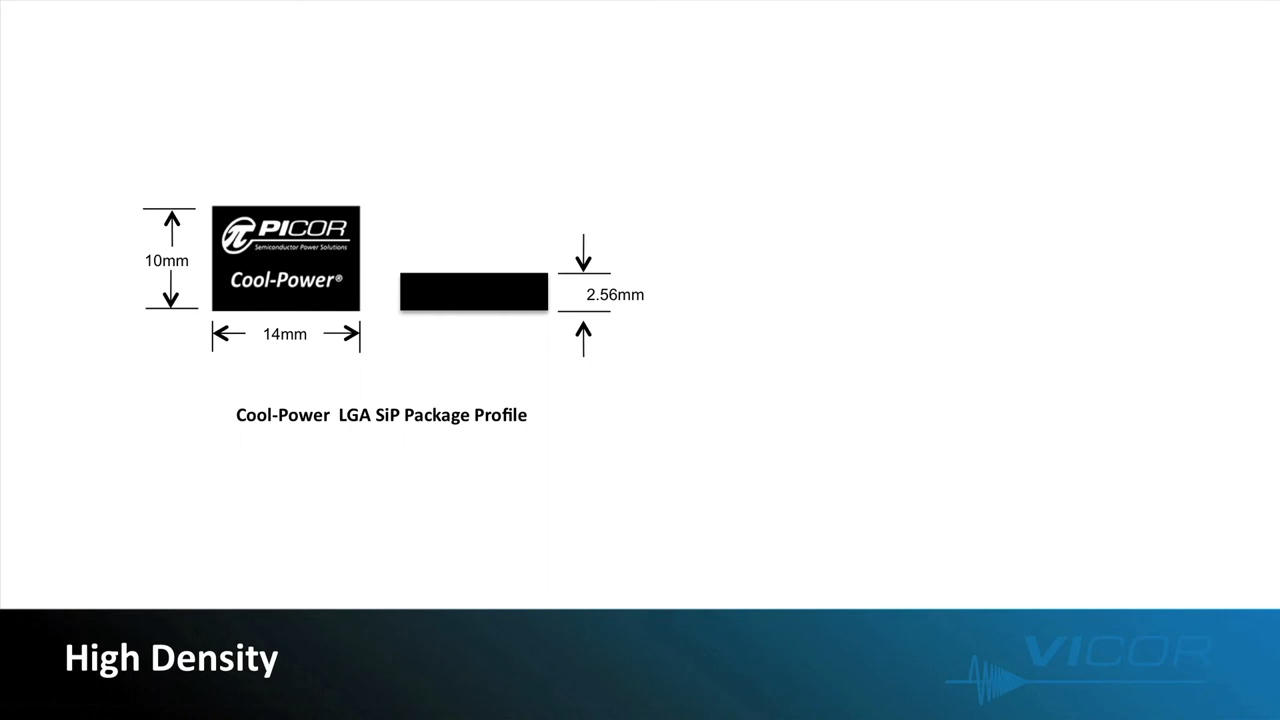 PICOR
Semiconductor Power Solutions
Cool-Power®
10mm
14mm
2.56mm
Cool-Power LGA SiP Package Profile
High Density
VICOR